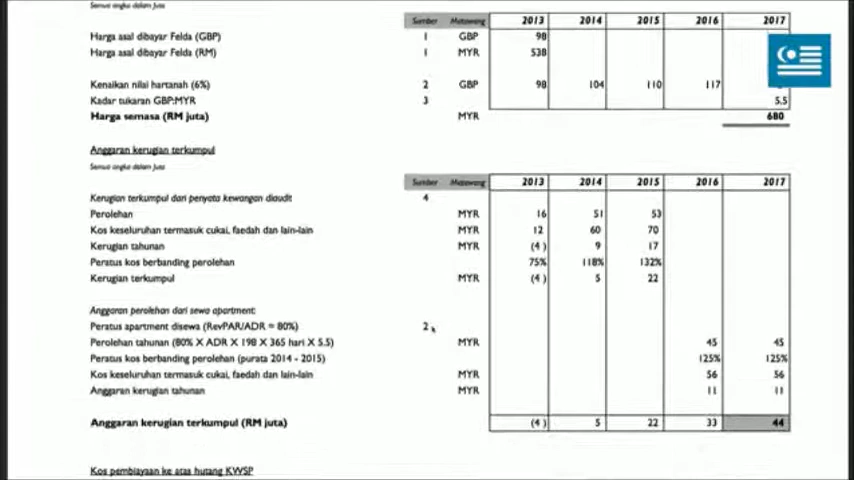 Semua angka dalam Juta
Sumber Matawang 2013 2014 2015 2016 2017
Harga asal dibayar Felda (GBP) 1 GBP 98
Harga asal dibayar Felda (RM) 1 MYR 538
Kenaikan nilai hartanah (6%) 2 GBP 98 104 110 117
Kadar tukaran GBP:MYR 3 5.5
Harga semasa (RM juta) MYR 680
Anggaran kerugian terkumpul
Semua angka dalam Juta
Sumber Matawang 2013 2014 2015 2016 2017
Kerugian terkumpul dari penyata kewangan diaudit 4
Perolehan MYR 16 51 53
Kos keseluruhan termasuk cukai, faedah dan lain-lain MYR 12 60 70
Kerugian tahunan MYR (4) 9 17
Peratus kos berbanding perolehan 75% 118% 132%
Kerugian terkumpul MYR (4) 5 22
Anggaran perolehan dari sewa apartment:
Peratus apartment disewa (RevPAR/ADR = 80%) 2
Perolehan tahunan (80% X ADR X 198 X 365 hari X 5.5) MYR 45 45
Peratus kos berbanding perolehan (purata 2014 - 2015) 125% 125%
Kos keseluruhan termasuk cukai, faedah dan lain-lain MYR 56 56
Anggaran kerugian tahunan MYR 11 11
Anggaran kerugian terkumpul (RM juta) (4) 5 22 33 44
Kos pembiayaan ke atas hutang KWSP